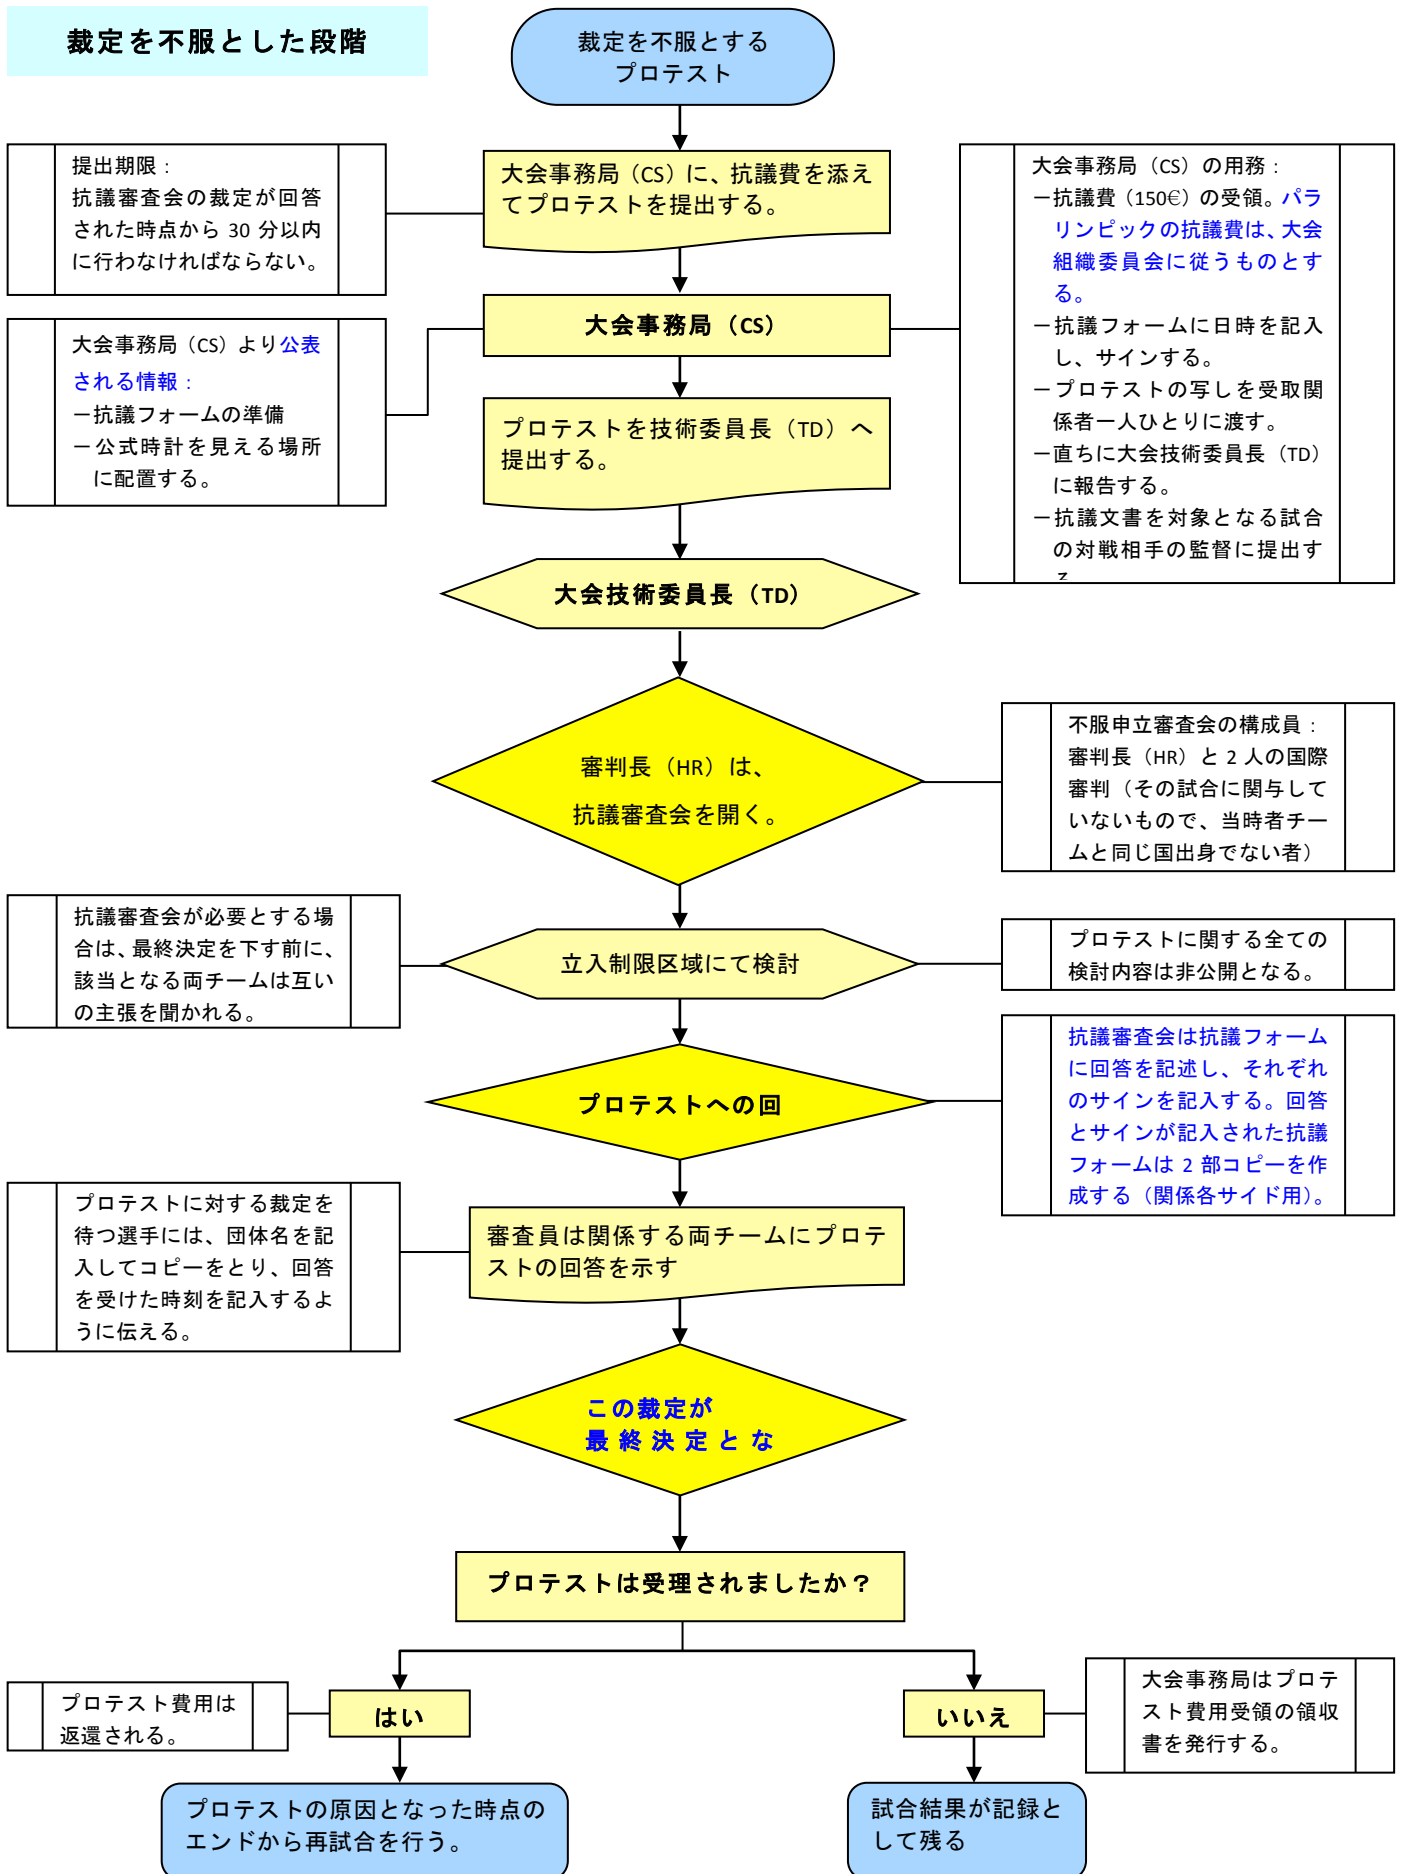 裁定を不服とした段階
裁定を不服とする
プロテスト
提出期限：
抗議審査会の裁定が回答
された時点から 30 分以内
に行わなければならない。
大会事務局（CS）に、抗議費を添え
てプロテストを提出する。
大会事務局（CS）の用務：
－抗議費（150€）の受領。パラ
リンピックの抗議費は、大会
組織委員会に従うものとす
る。
－抗議フォームに日時を記入
し、サインする。
－プロテストの写しを受取関
係者一人ひとりに渡す。
－直ちに大会技術委員長（TD）
に報告する。
－抗議文書を対象となる試合
の対戦相手の監督に提出す
大会事務局（CS）
大会事務局（CS）より公表
される情報：
－抗議フォームの準備
－公式時計を見える場所
に配置する。
プロテストを技術委員長（TD）へ
提出する。
大会技術委員長（TD）
審判長（HR）は、
抗議審査会を開く。
不服申立審査会の構成員：
審判長（HR）と 2 人の国際
審判（その試合に関与して
いないもので、当時者チー
ムと同じ国出身でない者）
抗議審査会が必要とする場
合は、最終決定を下す前に、
該当となる両チームは互い
の主張を聞かれる。
立入制限区域にて検討
プロテストに関する全ての
検討内容は非公開となる。
プロテストへの回
抗議審査会は抗議フォーム
に回答を記述し、それぞれ
のサインを記入する。回答
とサインが記入された抗議
フォームは 2 部コピーを作
成する（関係各サイド用）。
プロテストに対する裁定を
待つ選手には、団体名を記
入してコピーをとり、回答
を受けた時刻を記入するよ
うに伝える。
審査員は関係する両チームにプロテ
ストの回答を示す
この裁定が
最終決定とな
プロテストは受理されましたか？
プロテスト費用は
返還される。
はい
いいえ
大会事務局はプロテ
スト費用受領の領収
書を発行する。
プロテストの原因となった時点の
エンドから再試合を行う。
試合結果が記録と
して残る